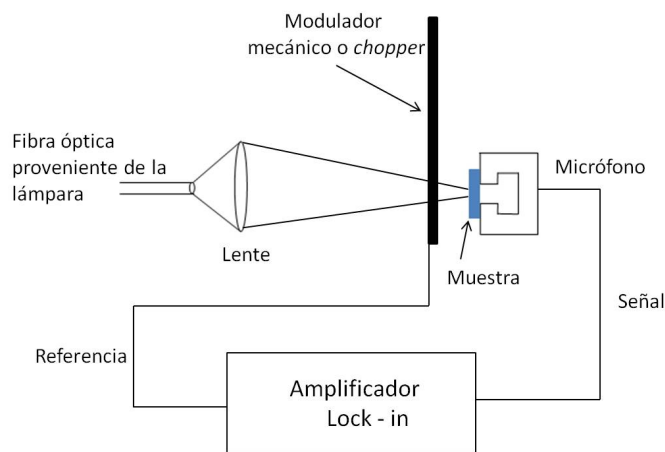 Modulador
mecánico o chopper
Fibra óptica
proveniente de la
lámpara
Micrófono
Lente
Muestra
Señal
Referencia
Amplificador
Lock - in